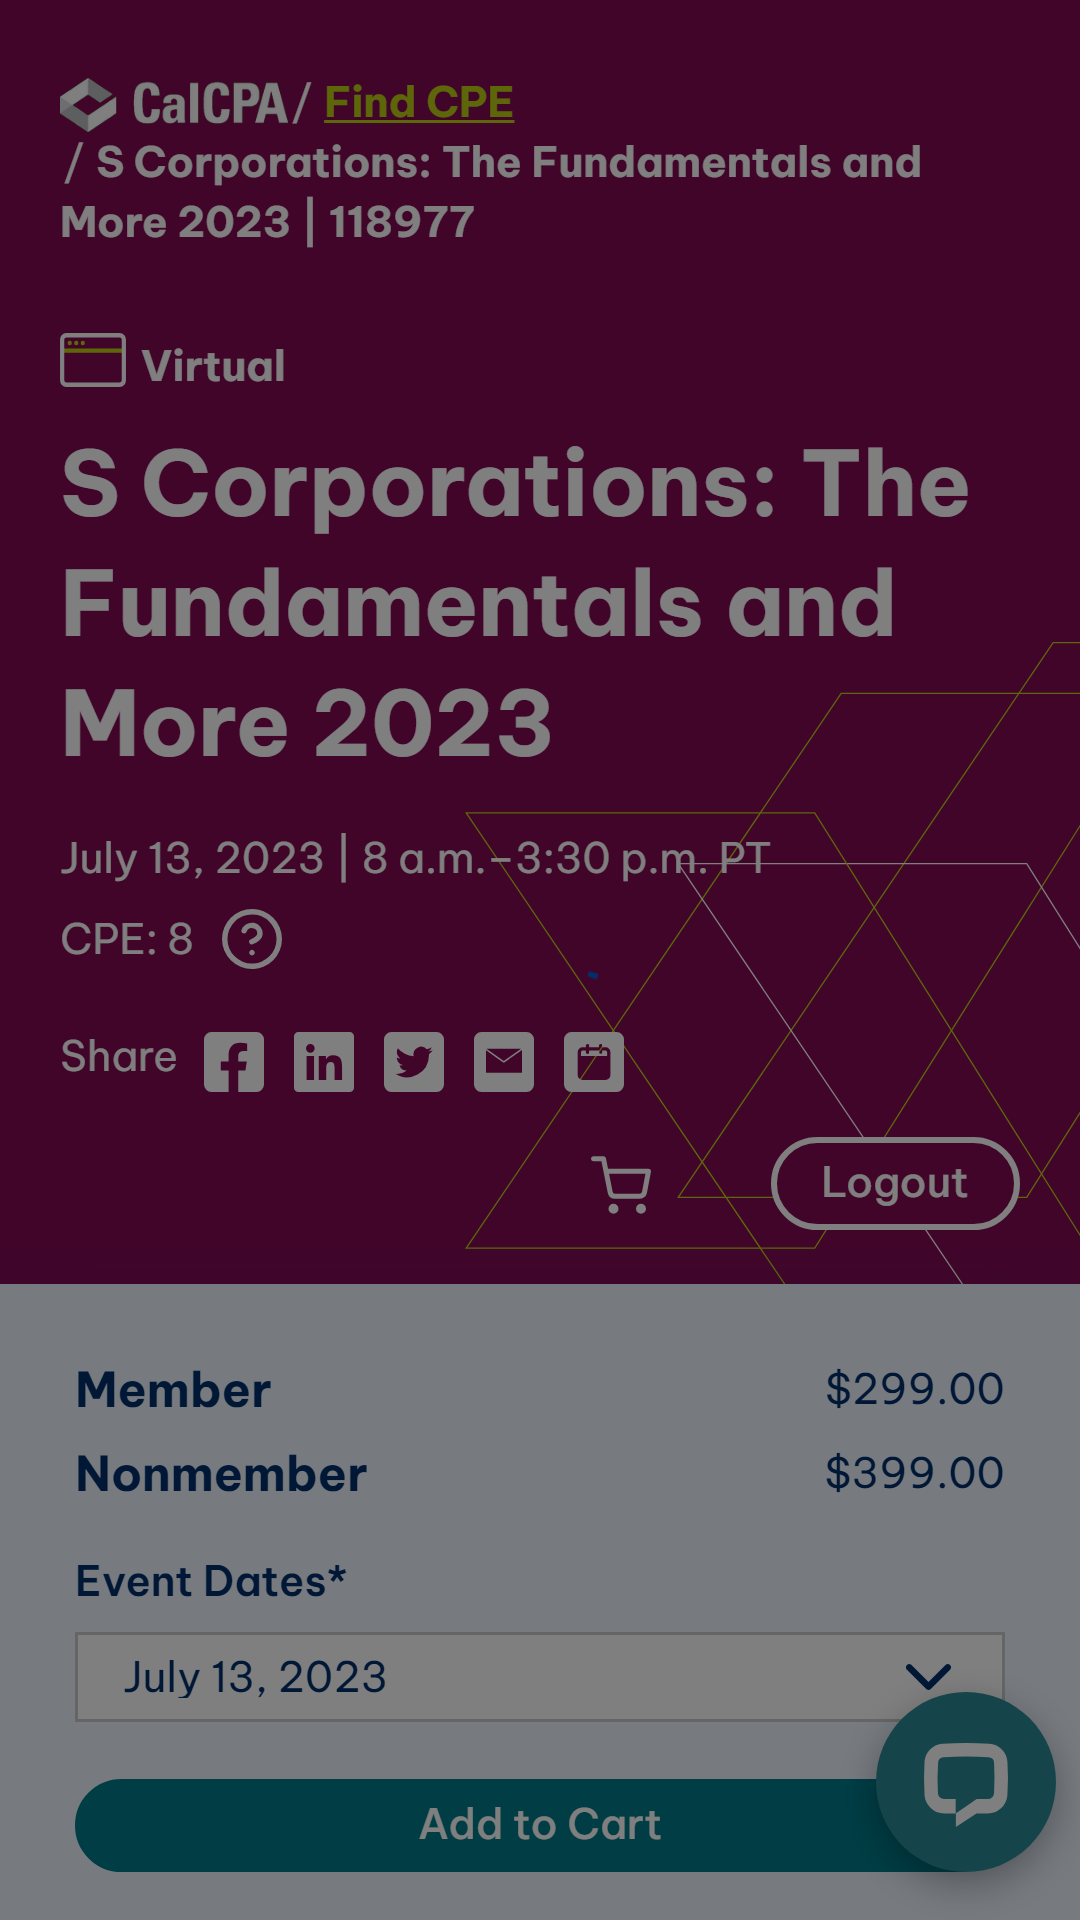 CalCPA / Find CPE
/ S Corporations: The Fundamentals and
More 2023 | 118977
Virtual
S Corporations: The
Fundamentals and
More 2023
July 13, 2023 | 8 a.m.–3:30 p.m. PT
CPE: 8 ?
Share
Logout
Member $299.00
Nonmember $399.00
Event Dates*
July 13, 2023
Add to Cart